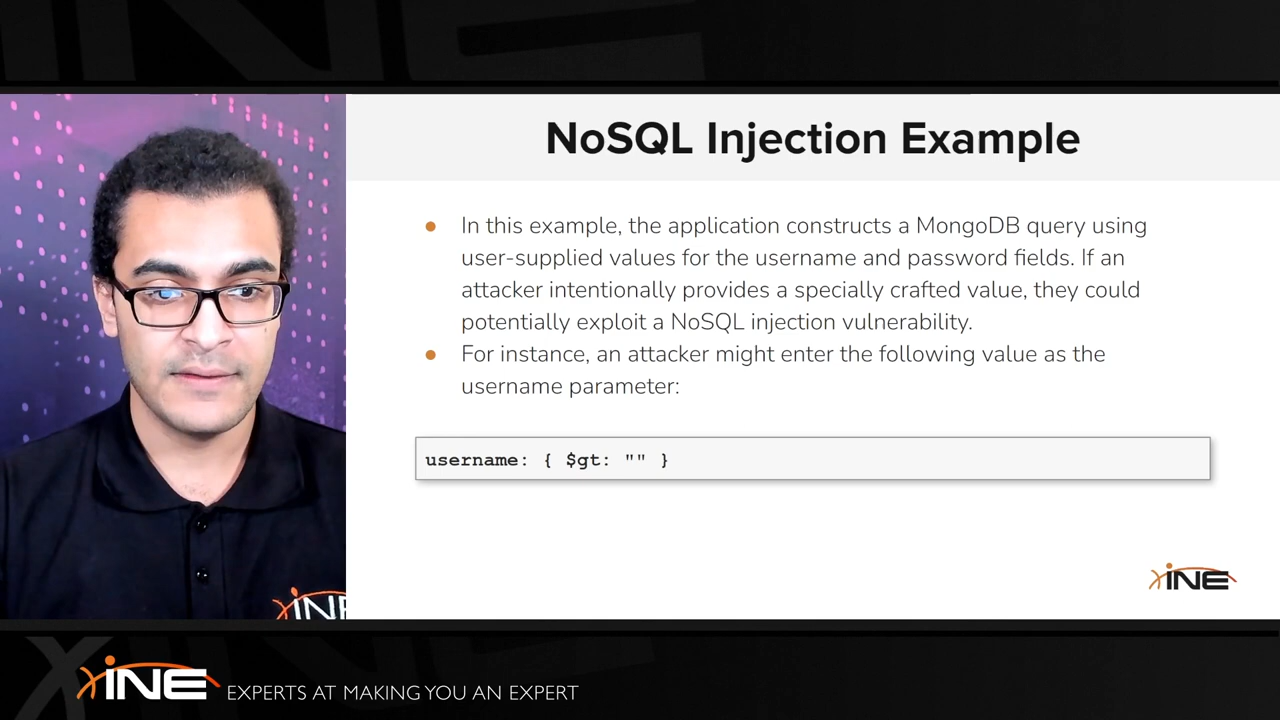 NoSQL Injection Example
In this example, the application constructs a MongoDB query using
user-supplied values for the username and password fields. If an
attacker intentionally provides a specially crafted value, they could
potentially exploit a NoSQL injection vulnerability.
For instance, an attacker might enter the following value as the
username parameter:
username: { $gt: "" }
INE
INE
INE EXPERTS AT MAKING YOU AN EXPERT